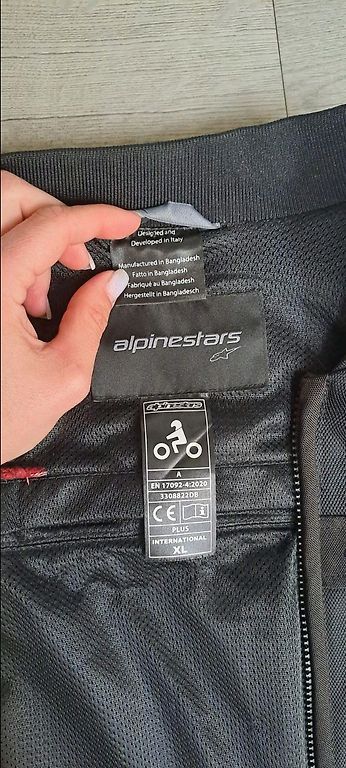 Designed and
Developed in Italy
Manufactured in Bangladesh
Fatto in Bangladesh
Fabriqué au Bangladesh
Hergestellt in Bangladesch
alpinestars
alpinestars
A
EN 17092-4:2020
3308822DB
CE i
PLUS
INTERNATIONAL
XL